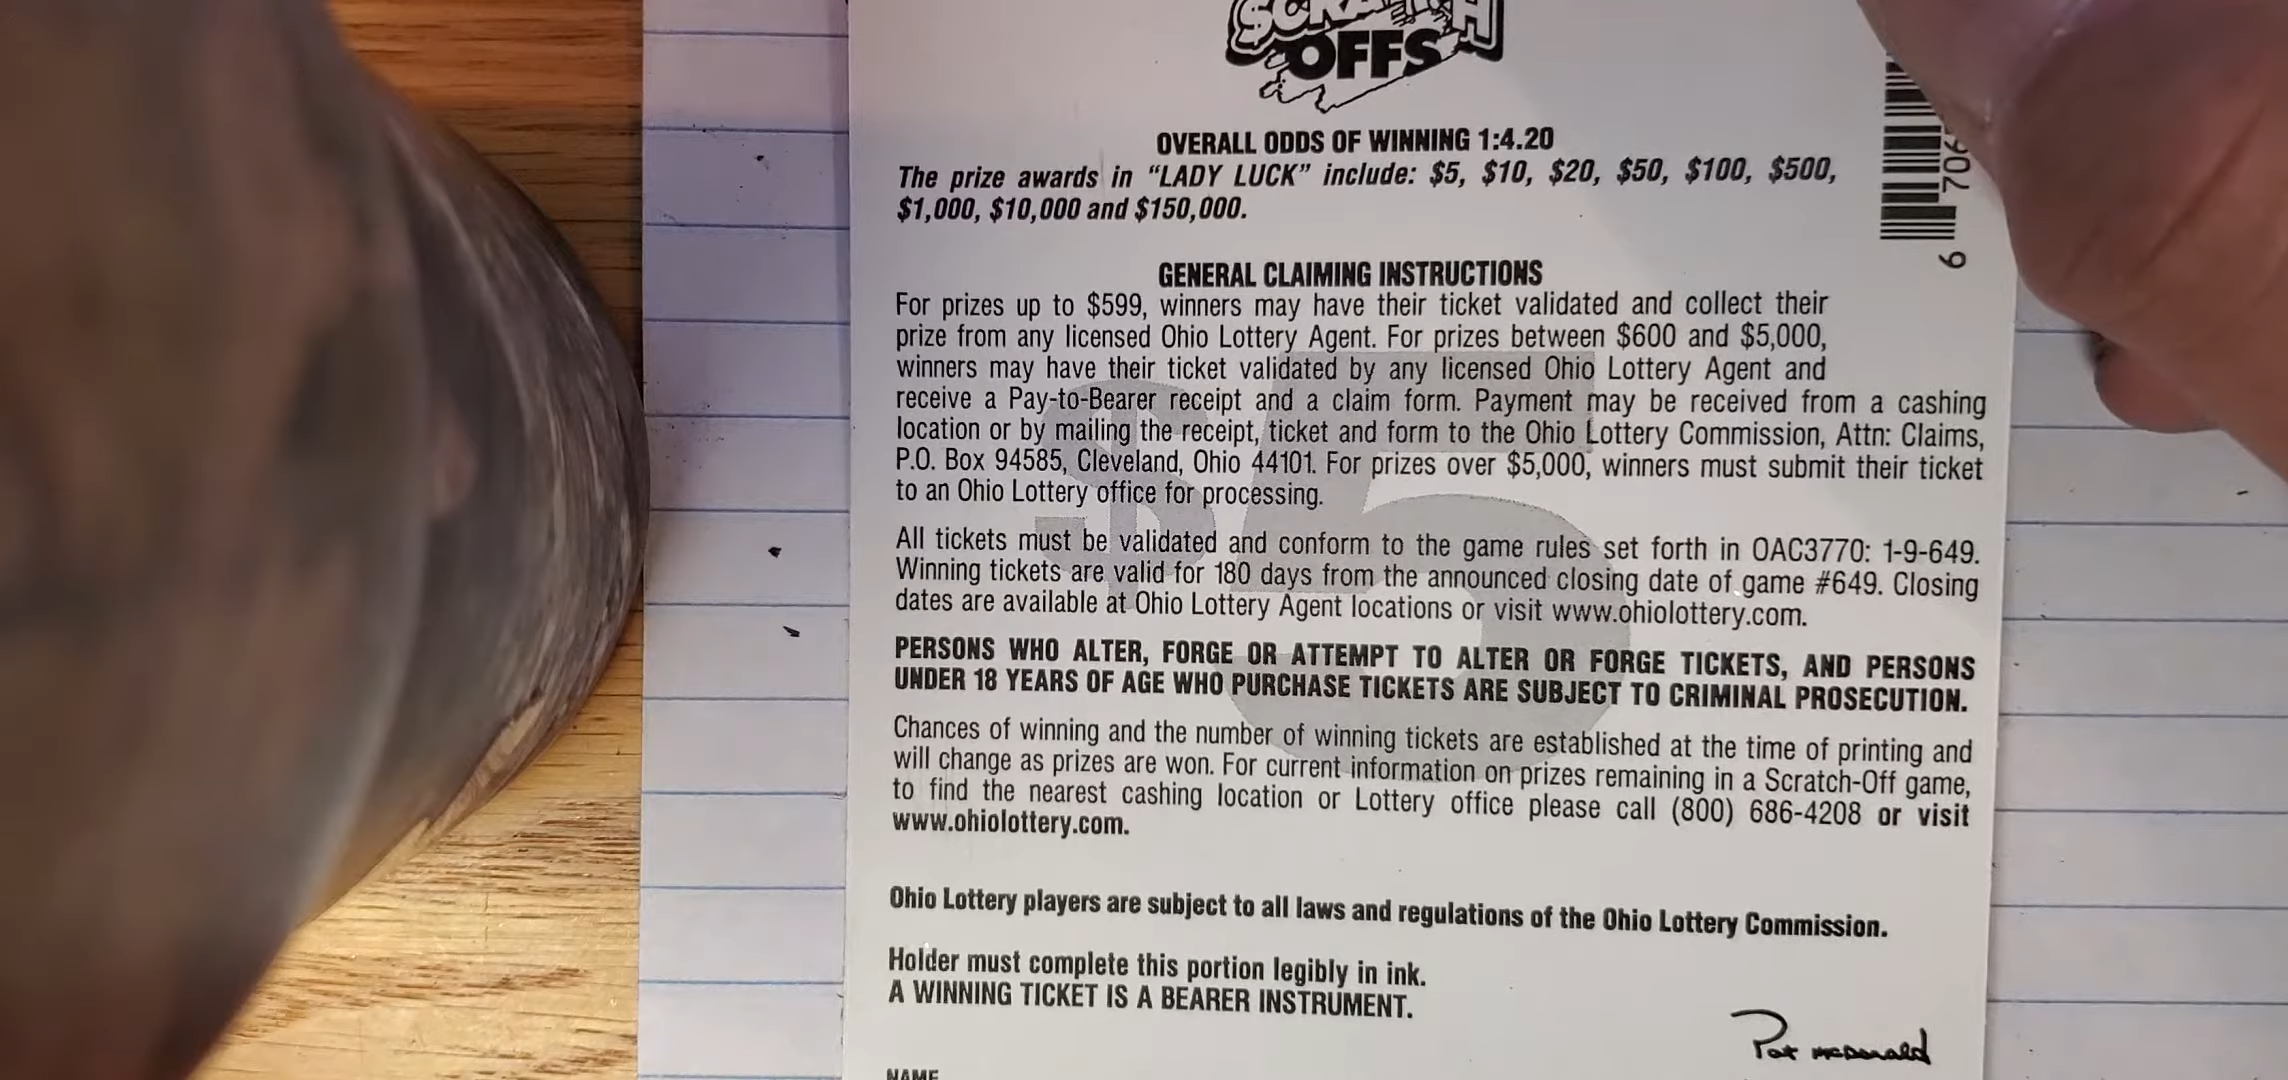 SCRATCH
OFFS
OVERALL ODDS OF WINNING 1:4.20
The prize awards in “LADY LUCK” include: $5, $10, $20, $50, $100, $500,
$1,000, $10,000 and $150,000.
GENERAL CLAIMING INSTRUCTIONS
For prizes up to $599, winners may have their ticket validated and collect their
prize from any licensed Ohio Lottery Agent. For prizes between $600 and $5,000,
winners may have their ticket validated by any licensed Ohio Lottery Agent and
receive a Pay-to-Bearer receipt and a claim form. Payment may be received from a cashing
location or by mailing the receipt, ticket and form to the Ohio Lottery Commission, Attn: Claims,
P.O. Box 94585, Cleveland, Ohio 44101. For prizes over $5,000, winners must submit their ticket
to an Ohio Lottery office for processing.
$5
All tickets must be validated and conform to the game rules set forth in OAC3770: 1-9-649.
Winning tickets are valid for 180 days from the announced closing date of game #649. Closing
dates are available at Ohio Lottery Agent locations or visit www.ohiolottery.com.
PERSONS WHO ALTER, FORGE OR ATTEMPT TO ALTER OR FORGE TICKETS, AND PERSONS
UNDER 18 YEARS OF AGE WHO PURCHASE TICKETS ARE SUBJECT TO CRIMINAL PROSECUTION.
Chances of winning and the number of winning tickets are established at the time of printing and
will change as prizes are won. For current information on prizes remaining in a Scratch-Off game,
to find the nearest cashing location or Lottery office please call (800) 686-4208 or visit
www.ohiolottery.com.
Ohio Lottery players are subject to all laws and regulations of the Ohio Lottery Commission.
Holder must complete this portion legibly in ink.
A WINNING TICKET IS A BEARER INSTRUMENT.
Pat McDonald
NAME